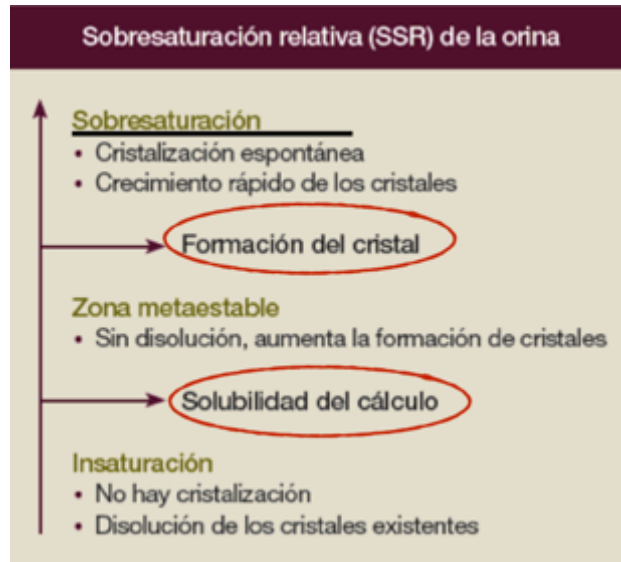 Sobresaturación relativa (SSR) de la orina
Sobresaturación
• Cristalización espontánea
• Crecimiento rápido de los cristales
Formación del cristal
Zona metaestable
• Sin disolución, aumenta la formación de cristales
Solubilidad del cálculo
Insaturación
• No hay cristalización
• Disolución de los cristales existentes